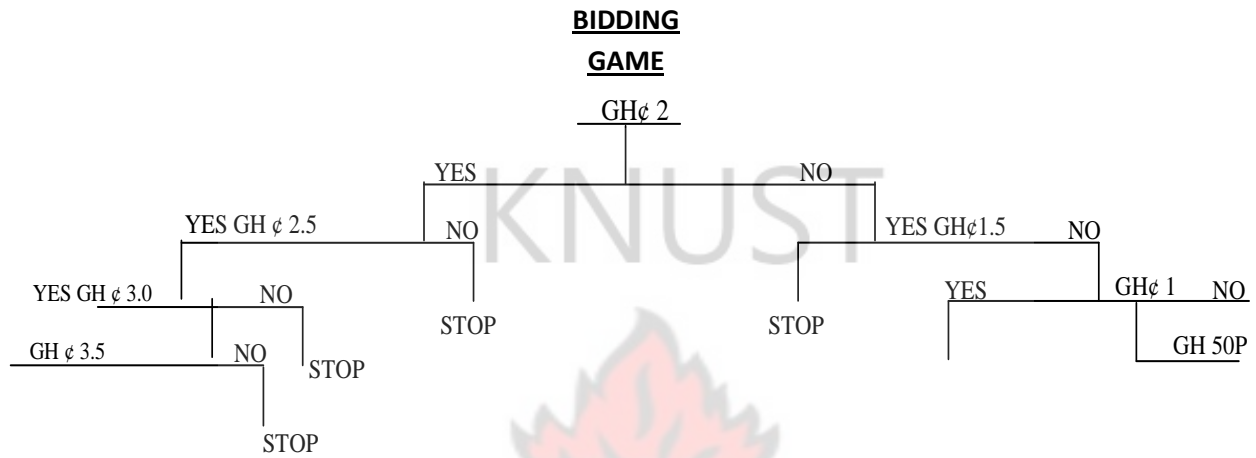 BIDDING
GAME
GH¢ 2
YES NO
YES GH ¢ 2.5 NO YES GH¢1.5 NO
YES GH ¢ 3.0 NO STOP STOP YES GH¢ 1 NO
GH ¢ 3.5 NO STOP GH 50P
STOP
KNUST